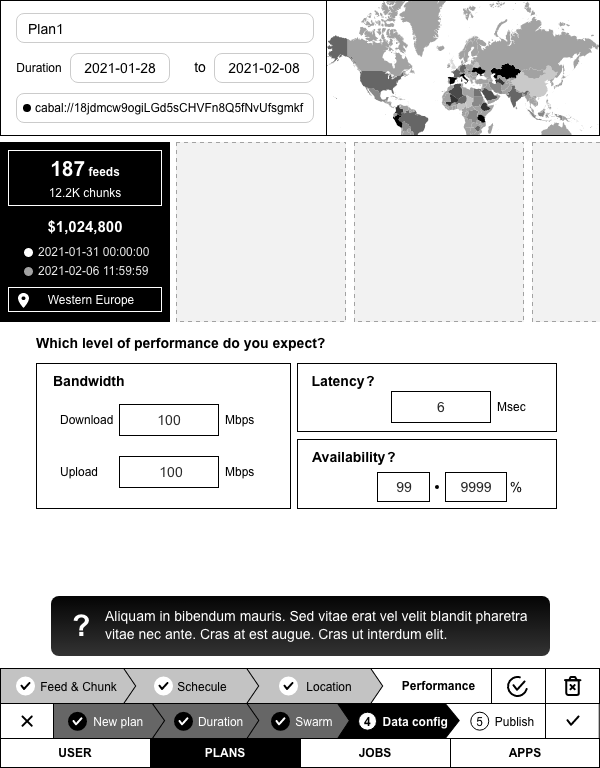 Plan1
Duration 2021-01-28 to 2021-02-08
cabal://18jdmcw9ogiLGd5sCHVFn8Q5fNvUfsgmkf
187 feeds
12.2K chunks
$1,024,800
2021-01-31 00:00:00
2021-02-06 11:59:59
Western Europe
Which level of performance do you expect?
Bandwidth
Download 100 Mbps
Upload 100 Mbps
Latency?
6 Msec
Availability?
99 • 9999 %
? Aliquam in bibendum mauris. Sed vitae erat vel velit blandit pharetra
vitae nec ante. Cras at est augue. Cras ut interdum elit.
Feed & Chunk Schecule Location Performance
New plan Duration Swarm 4 Data config 5 Publish
USER PLANS JOBS APPS